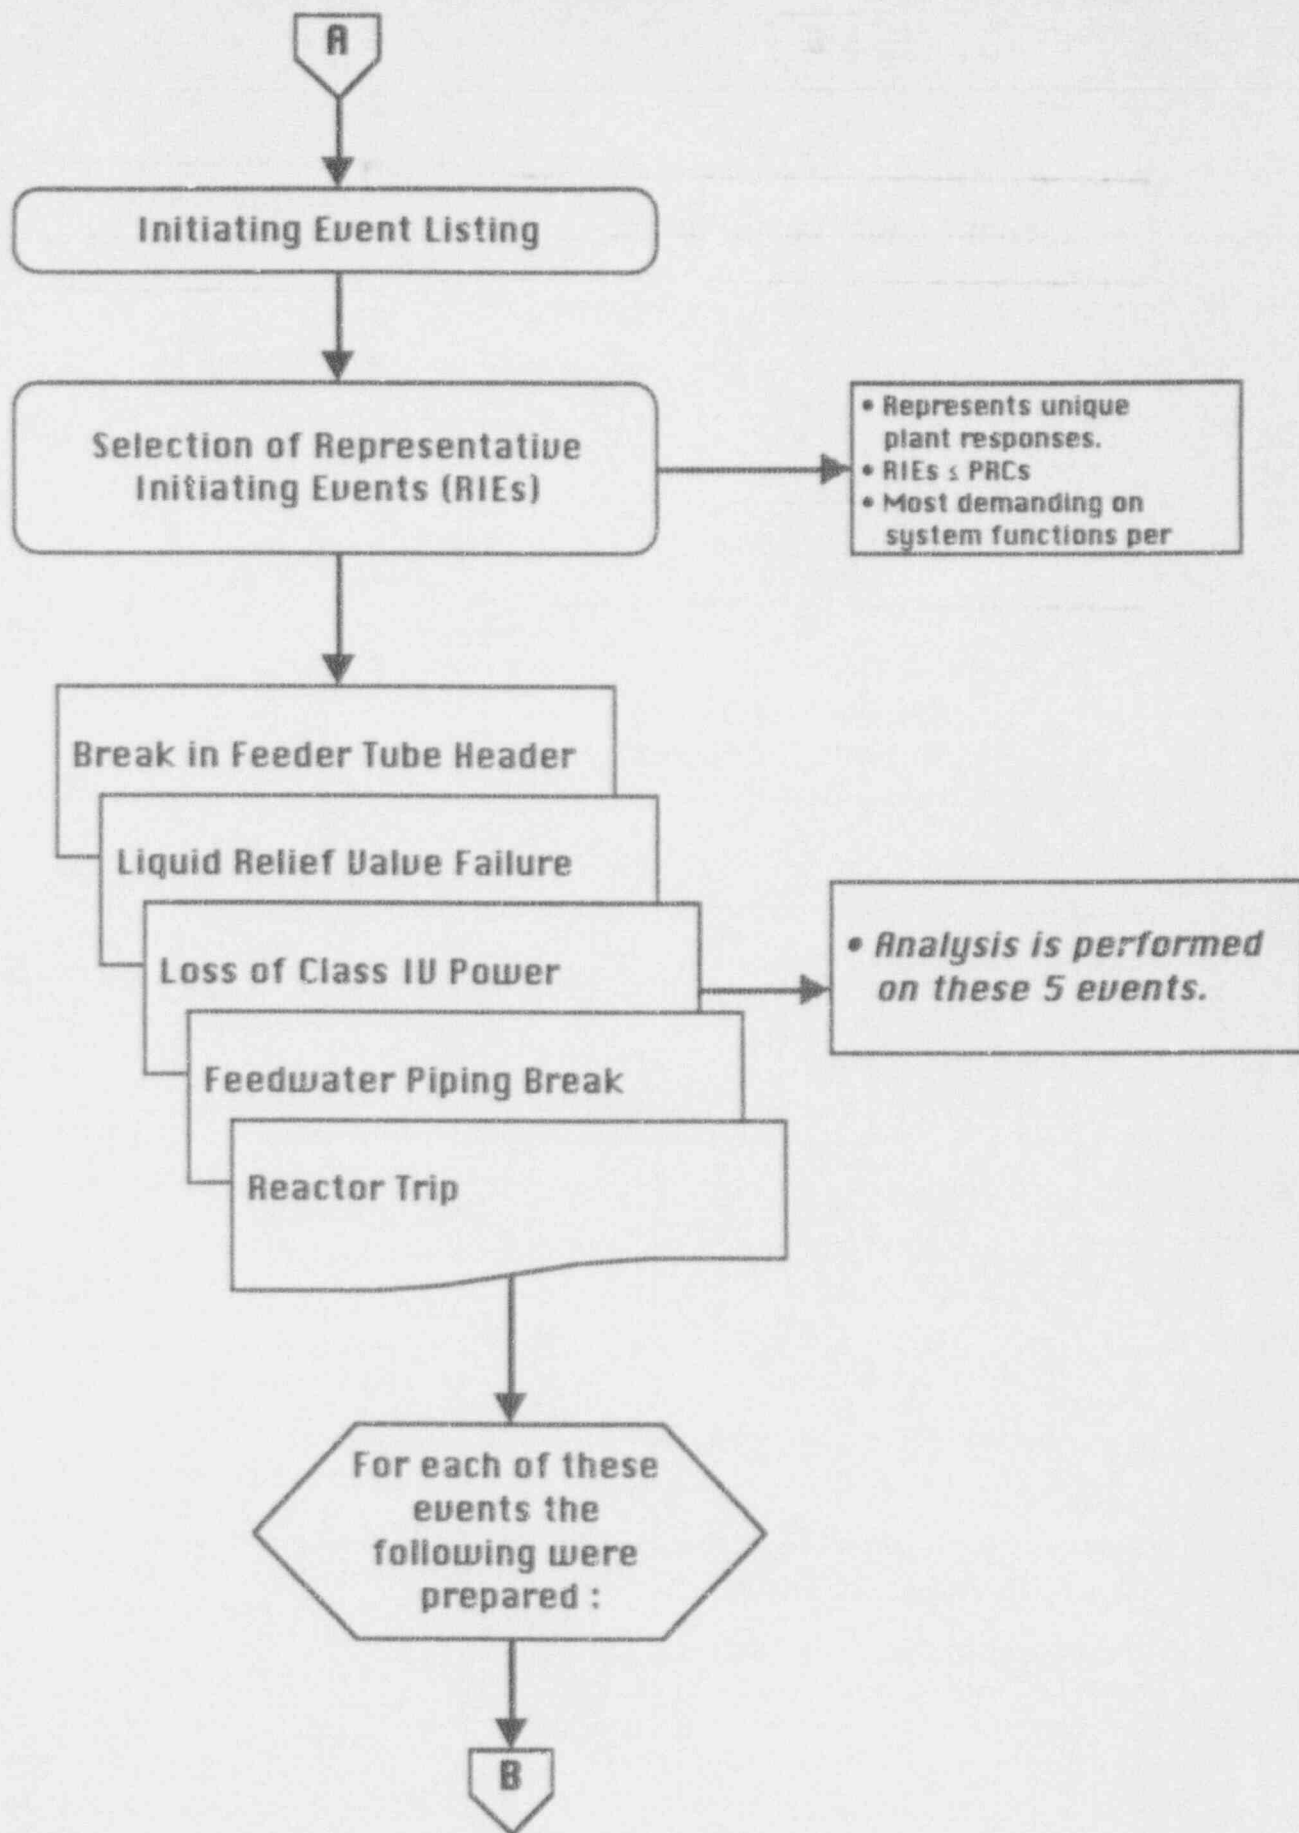 A
Initiating Event Listing
Selection of Representative
Initiating Events (RIEs)
• Represents unique
plant responses.
• RIEs ≤ PRCs
• Most demanding on
system functions per
Break in Feeder Tube Header
Liquid Relief Valve Failure
Loss of Class IV Power
• Analysis is performed
on these 5 events.
Feedwater Piping Break
Reactor Trip
For each of these
events the
following were
prepared :
B